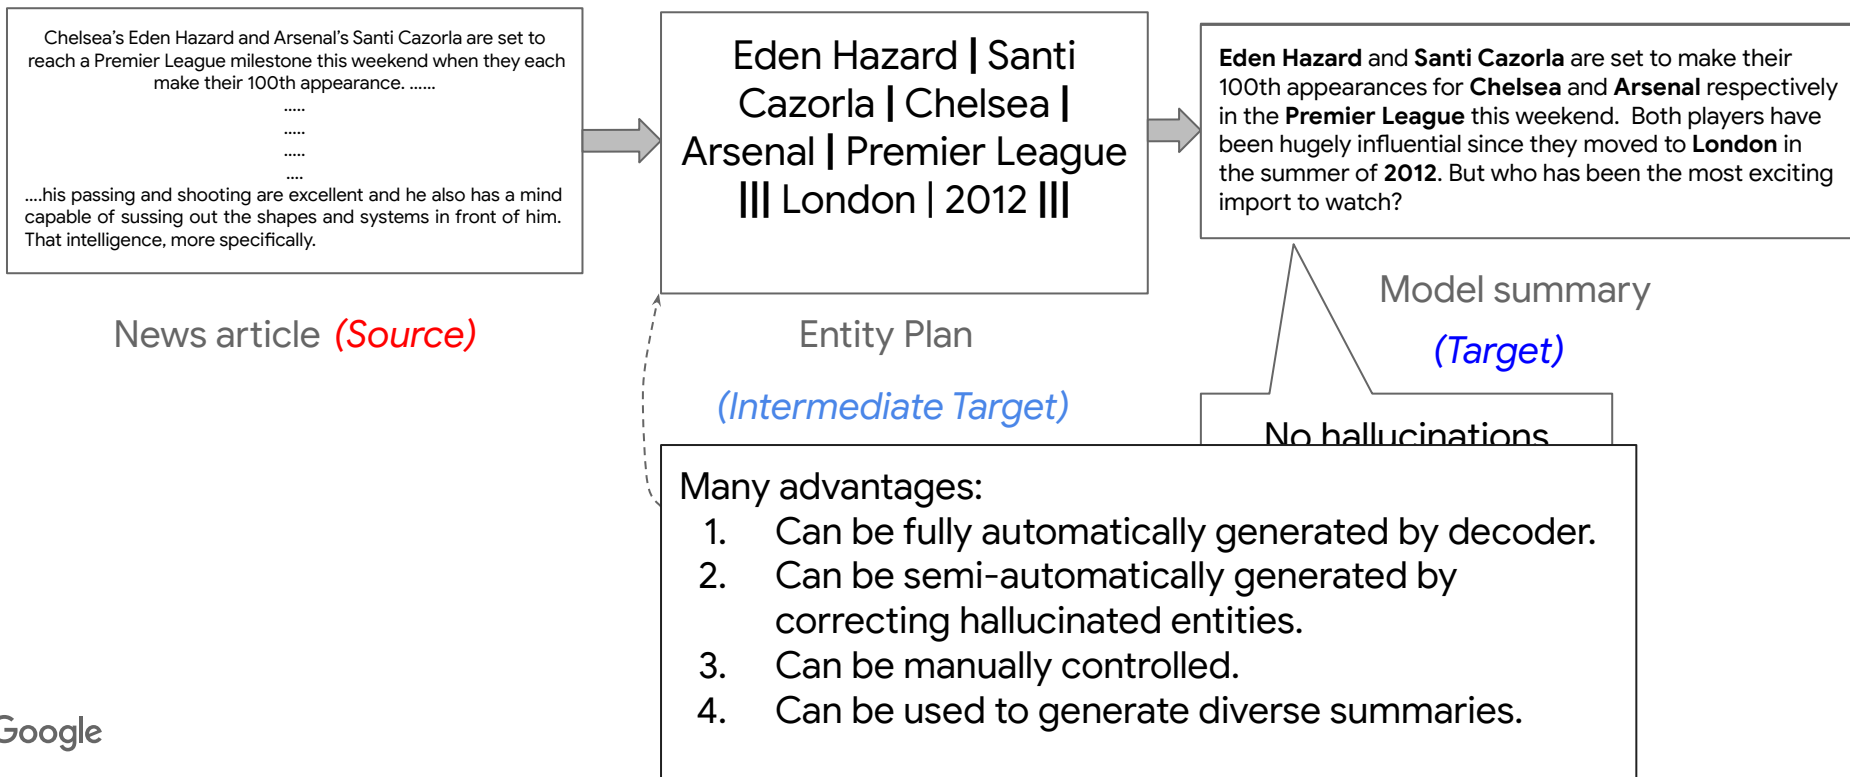 Chelsea's Eden Hazard and Arsenal's Santi Cazorla are set to
reach a Premier League milestone this weekend when they each
make their 100th appearance. ......
.....
.....
.....
....
....his passing and shooting are excellent and he also has a mind
capable of sussing out the shapes and systems in front of him.
That intelligence, more specifically.
News article (Source)
Eden Hazard | Santi
Cazorla | Chelsea |
Arsenal | Premier League
||| London | 2012 |||
Entity Plan
(Intermediate Target)
Eden Hazard and Santi Cazorla are set to make their
100th appearances for Chelsea and Arsenal respectively
in the Premier League this weekend. Both players have
been hugely influential since they moved to London in
the summer of 2012. But who has been the most exciting
import to watch?
Model summary
(Target)
No hallucinations
Many advantages:
1. Can be fully automatically generated by decoder.
2. Can be semi-automatically generated by
correcting hallucinated entities.
3. Can be manually controlled.
4. Can be used to generate diverse summaries.
Google